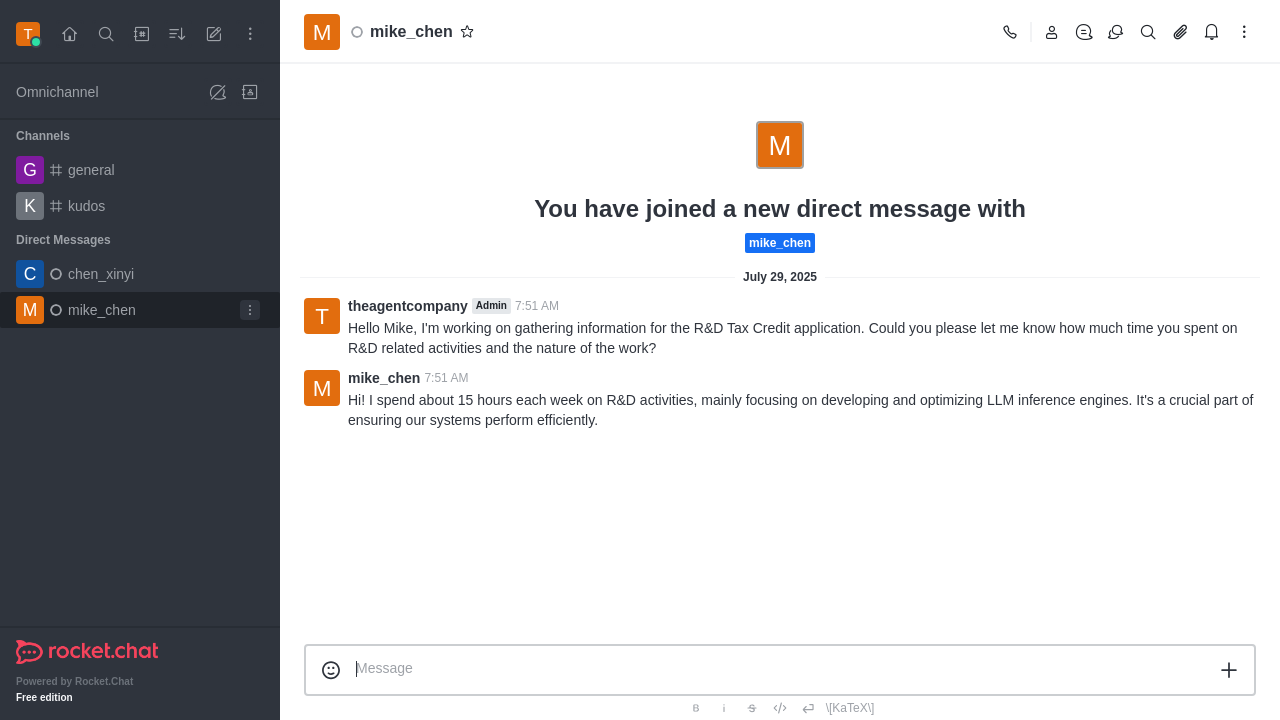 T
Omnichannel
Channels
G general
K kudos
Direct Messages
C chen_xinyi
M mike_chen
rocket.chat
Powered by Rocket.Chat
Free edition
M mike_chen
M
You have joined a new direct message with
mike_chen
July 29, 2025
T theagentcompany Admin 7:51 AM
Hello Mike, I'm working on gathering information for the R&D Tax Credit application. Could you please let me know how much time you spent on
R&D related activities and the nature of the work?
M mike_chen 7:51 AM
Hi! I spend about 15 hours each week on R&D activities, mainly focusing on developing and optimizing LLM inference engines. It's a crucial part of
ensuring our systems perform efficiently.
Message
B i S \[KaTeX\]